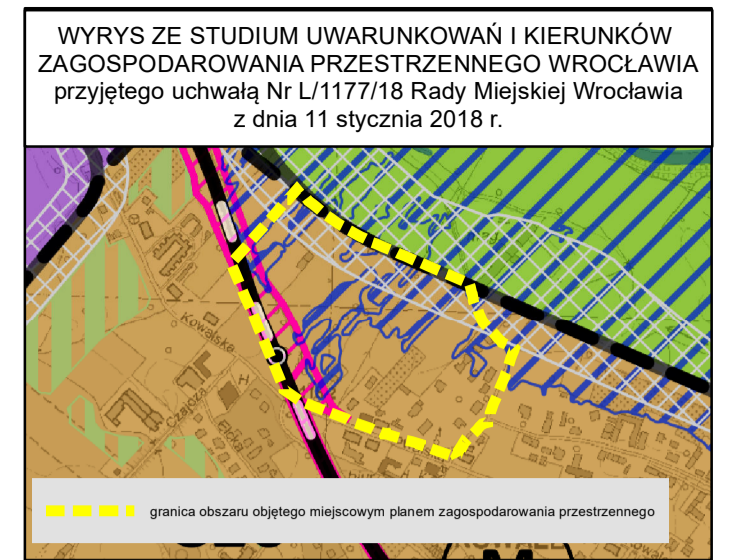 WYRYS ZE STUDIUM UWARUNKOWAŃ I KIERUNKÓW
ZAGOSPODAROWANIA PRZESTRZENNEGO WROCŁAWIA
przyjętego uchwałą Nr L/1177/18 Rady Miejskiej Wrocławia
z dnia 11 stycznia 2018 r.
Kowalska
Czajcza
H
granica obszaru objętego miejscowym planem zagospodarowania przestrzennego